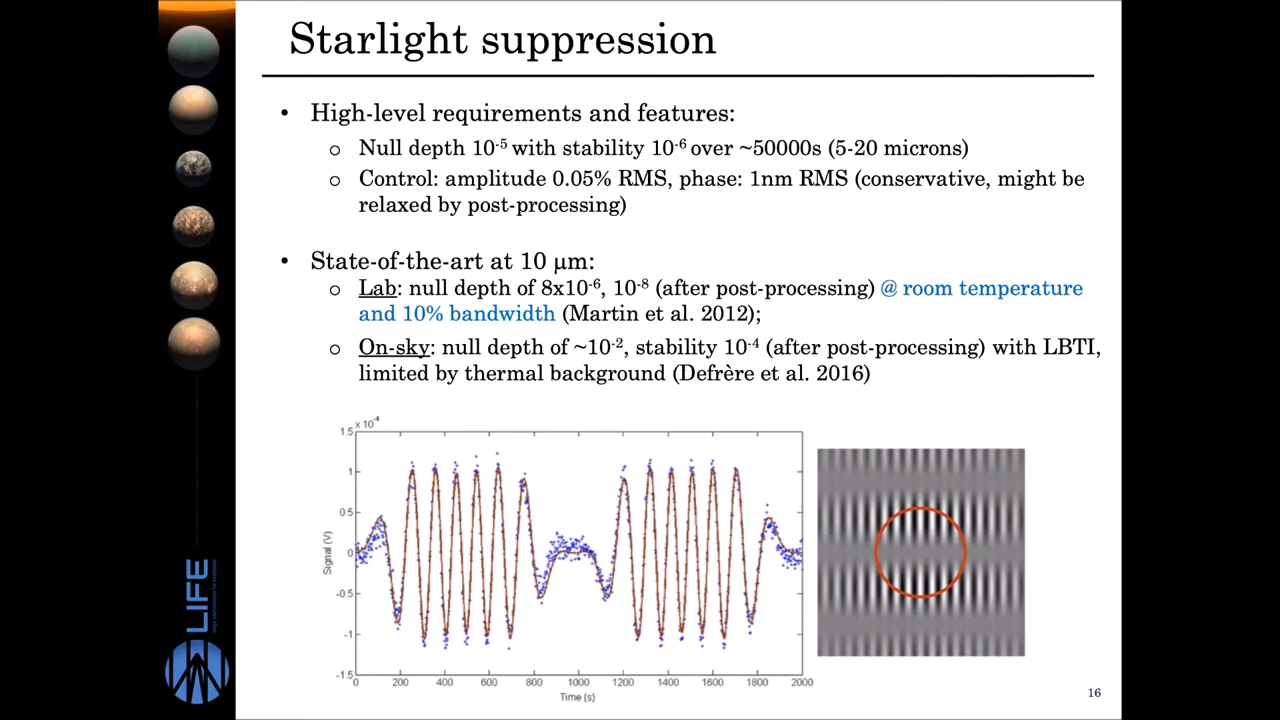 Starlight suppression
• High-level requirements and features:
o Null depth 10⁻⁵ with stability 10⁻⁶ over ~50000s (5-20 microns)
o Control: amplitude 0.05% RMS, phase: 1nm RMS (conservative, might be
relaxed by post-processing)
• State-of-the-art at 10 μm:
o Lab: null depth of 8x10⁻⁶, 10⁻⁸ (after post-processing) @ room temperature
and 10% bandwidth (Martin et al. 2012);
o On-sky: null depth of ~10⁻², stability 10⁻⁴ (after post-processing) with LBTI,
limited by thermal background (Defrère et al. 2016)
x 10⁻⁴
1.5
1
0.5
0
-0.5
-1
-1.5
Signal (V)
0 200 400 600 800 1000 1200 1400 1600 1800 2000
Time (s)
LIFE
16